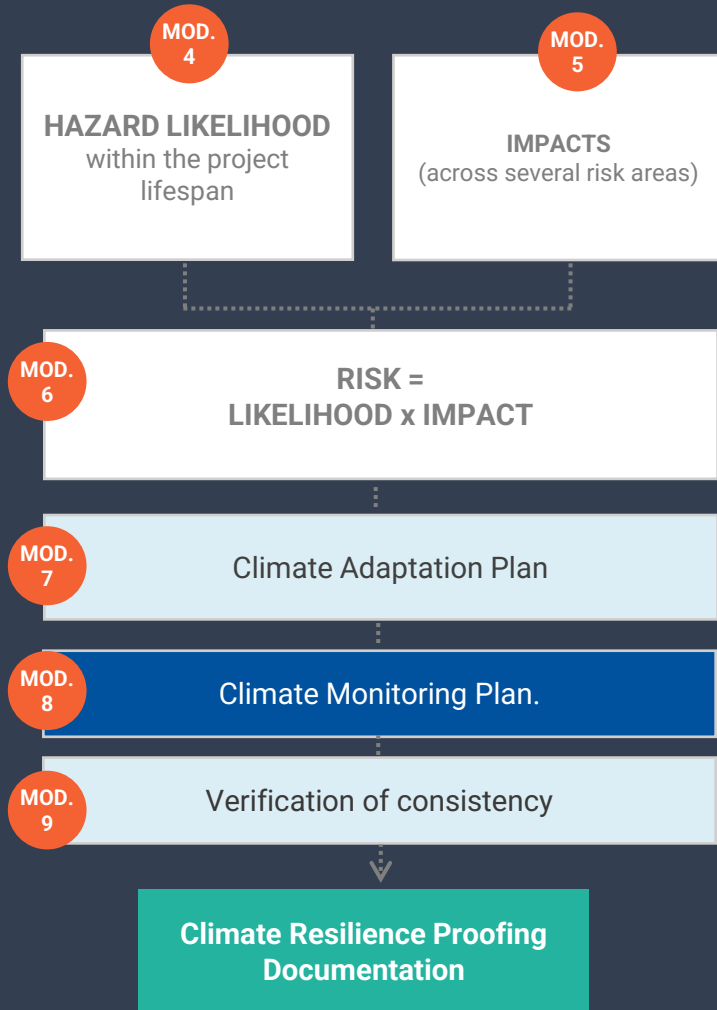 MOD.
4
HAZARD LIKELIHOOD
within the project
lifespan
MOD.
5
IMPACTS
(across several risk areas)
MOD.
6
RISK =
LIKELIHOOD x IMPACT
MOD.
7
Climate Adaptation Plan
MOD.
8
Climate Monitoring Plan.
MOD.
9
Verification of consistency
Climate Resilience Proofing
Documentation